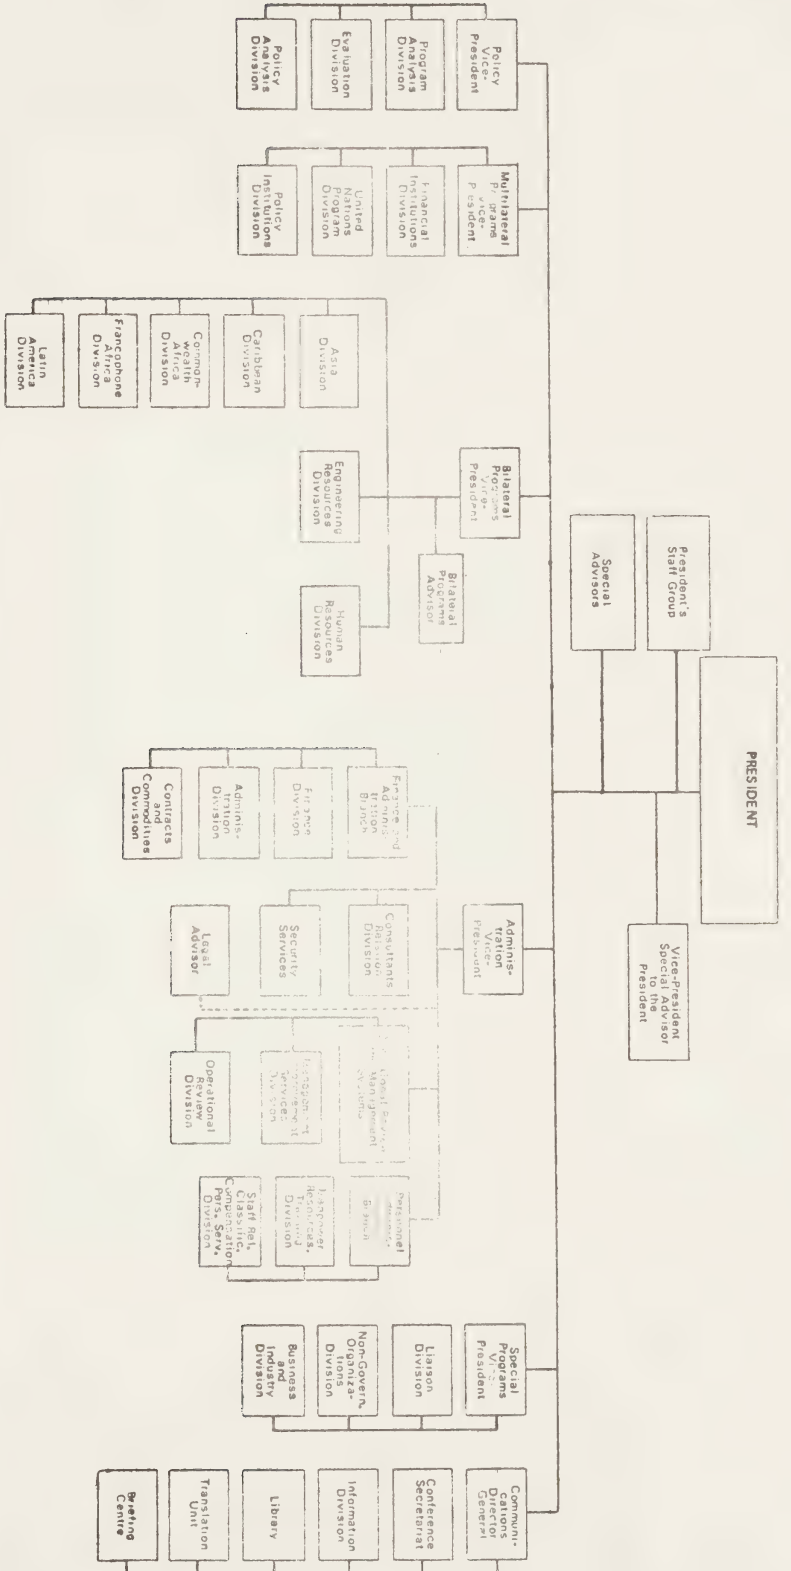 PRESIDENT
President's
Staff Group
Special
Advisors
Vice-President
Special Advisor
to the
President
Policy
Vice-
President
Program
Analysis
Division
Evaluation
Division
Policy
Analysis
Division
Multilateral
Programs
Vice-
President
Financial
Institutions
Division
United
Nations
Program
Division
Policy
Institutions
Division
Bilateral
Programs
Vice-
President
Bilateral
Programs
Advisor
Engineering
Resources
Division
Human
Resources
Division
Asia
Division
Caribbean
Division
Common-
wealth
Africa
Division
Francophone
Africa
Division
Latin
America
Division
Adminis-
tration
Vice-
President
Finance and
Adminis-
tration
Branch
Finance
Division
Adminis-
tration
Division
Contracts
and
Commodities
Division
Consultants
Division
Security
Services
Legal
Advisor
Management
Systems
Services
Division
Operational
Review
Division
Personnel
Branch
Manpower
Resources,
Training
Division
Staff Rel.
Classific.
Compensation
Pers. Serv.
Division
Special
Programs
Vice-
President
Liaison
Division
Non-Govern.
Organiza-
tions
Division
Business
and
Industry
Division
Communi-
cations
Director
General
Conference
Secretariat
Information
Division
Library
Translation
Unit
Briefing
Centre